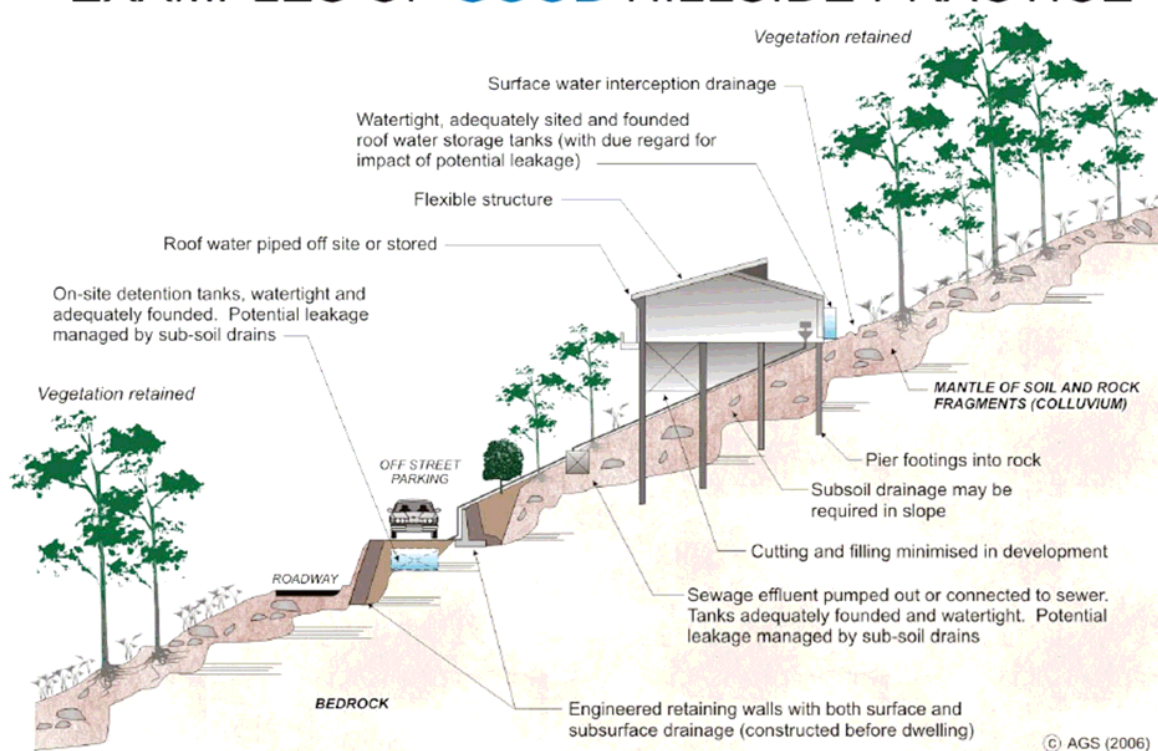 EXAMPLES OF GOOD HILLSIDE PRACTICE
Vegetation retained
Surface water interception drainage
Watertight, adequately sited and founded
roof water storage tanks (with due regard for
impact of potential leakage)
Flexible structure
Roof water piped off site or stored
On-site detention tanks, watertight and
adequately founded. Potential leakage
managed by sub-soil drains
Vegetation retained
MANTLE OF SOIL AND ROCK
FRAGMENTS (COLLUVIUM)
OFF STREET
PARKING
Pier footings into rock
Subsoil drainage may be
required in slope
Cutting and filling minimised in development
ROADWAY
Sewage effluent pumped out or connected to sewer.
Tanks adequately founded and watertight. Potential
leakage managed by sub-soil drains
BEDROCK
Engineered retaining walls with both surface and
subsurface drainage (constructed before dwelling)
© AGS (2006)